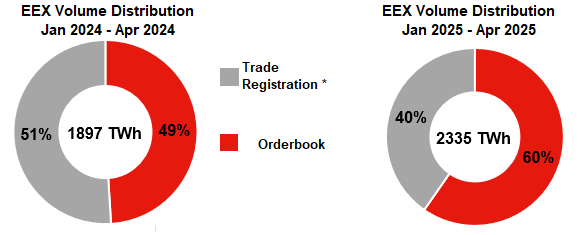 EEX Volume Distribution
Jan 2024 - Apr 2024
51%
1897 TWh
49%
Trade
Registration *
Orderbook
EEX Volume Distribution
Jan 2025 - Apr 2025
40%
2335 TWh
60%